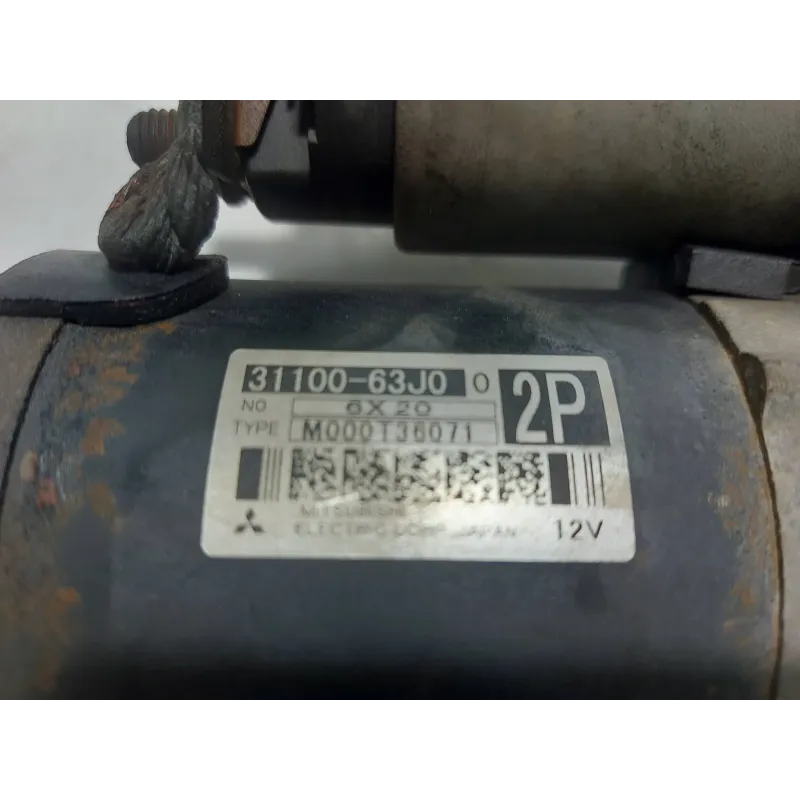 31100-63J0 0 2P
NO 6X20
TYPE M000T36071
MITSUBISHI
ELECTRIC CORP. JAPAN 12V